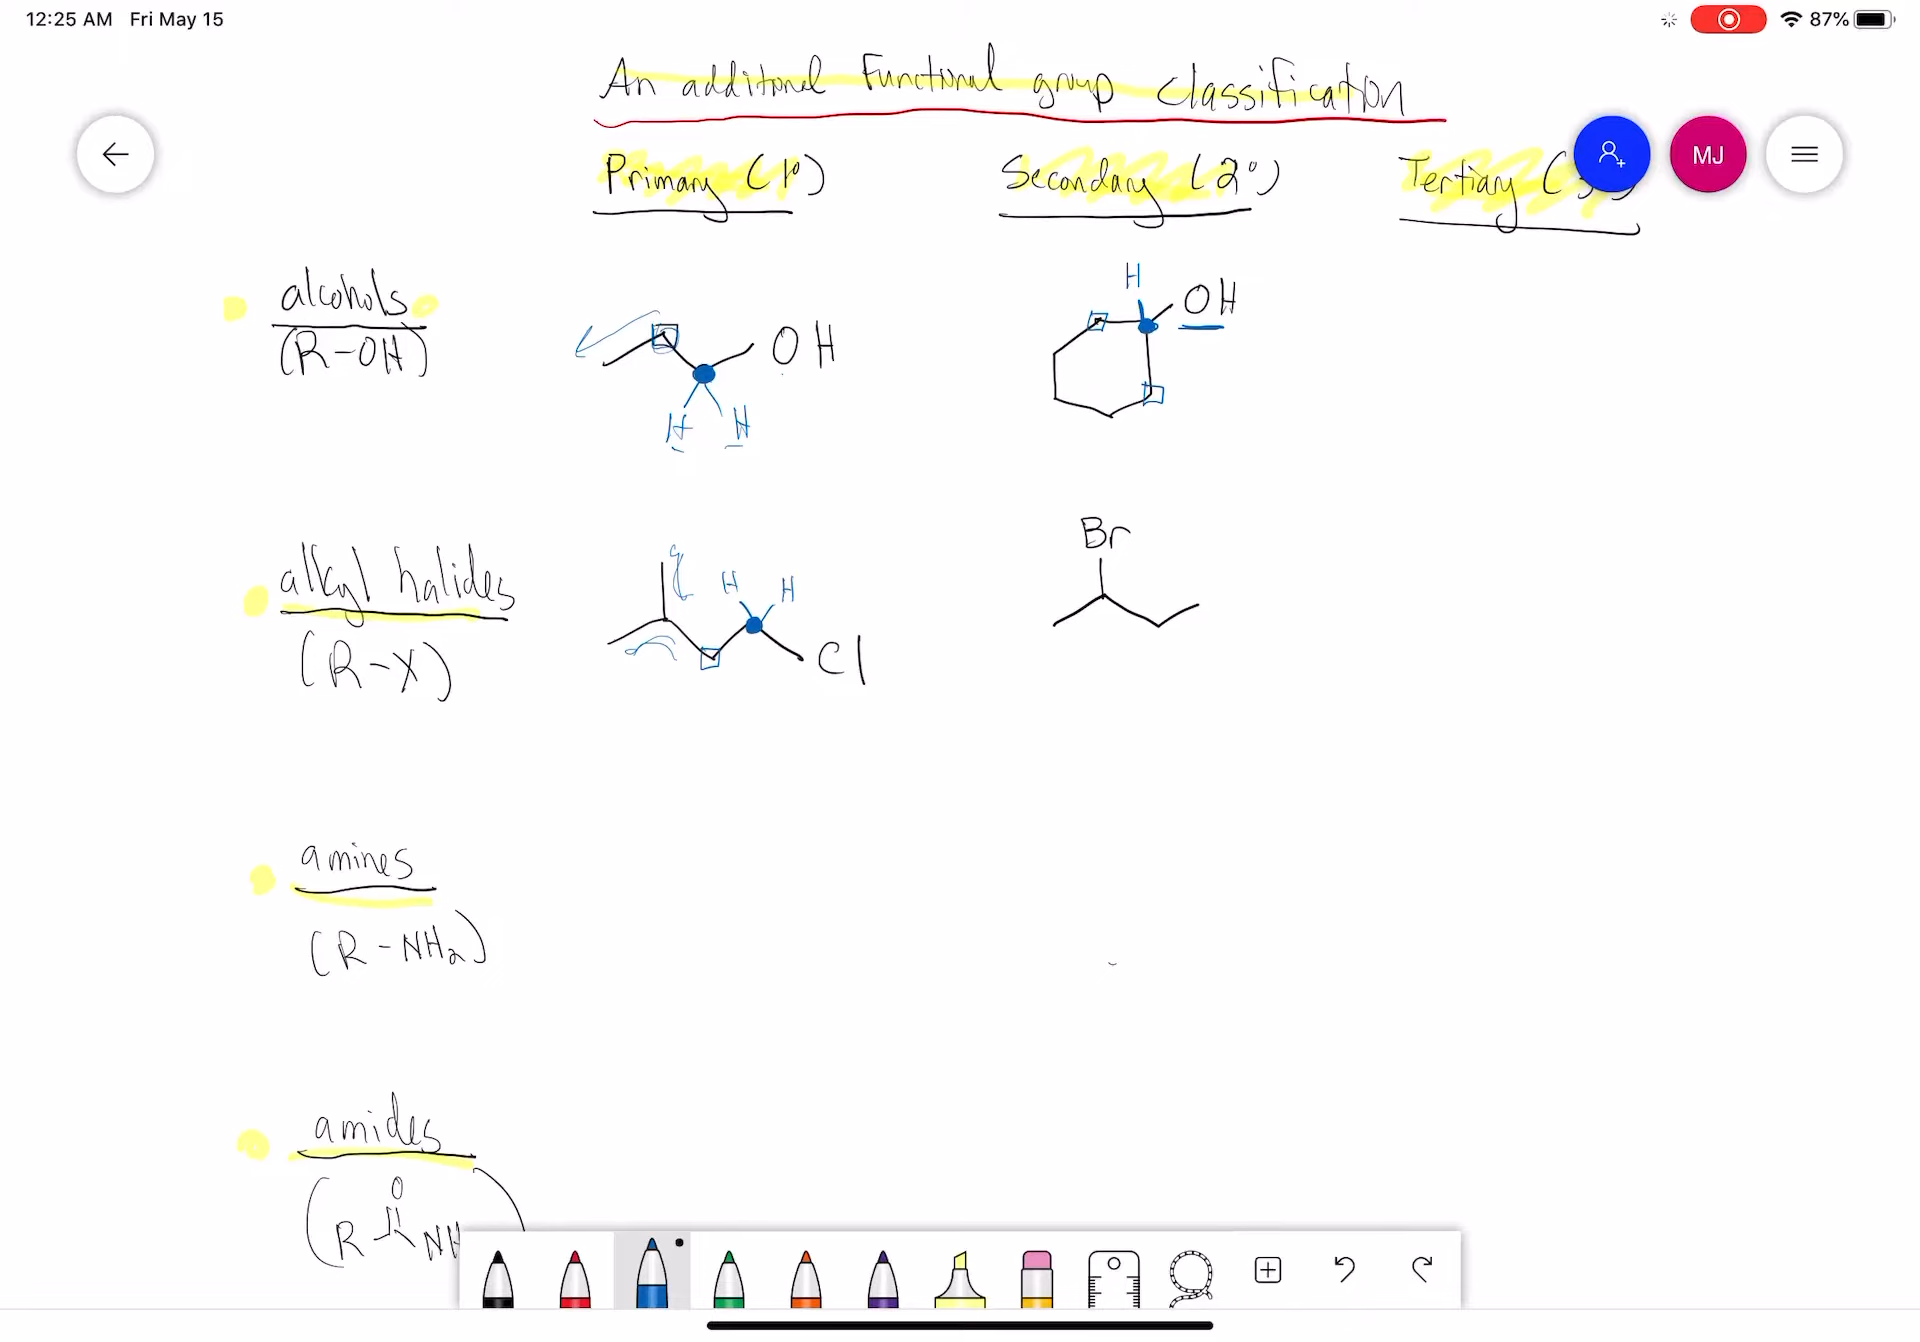 12:25 AM Fri May 15
87%
An additional Functional group classification
MJ
Primary (1°) Secondary (2°) Tertiary (
alcohols
(R-OH)
OH
H H
H
OH
alkyl halides
(R-X)
H H
Cl
Br
amines
(R-NH₂)
amides
O
(R NH